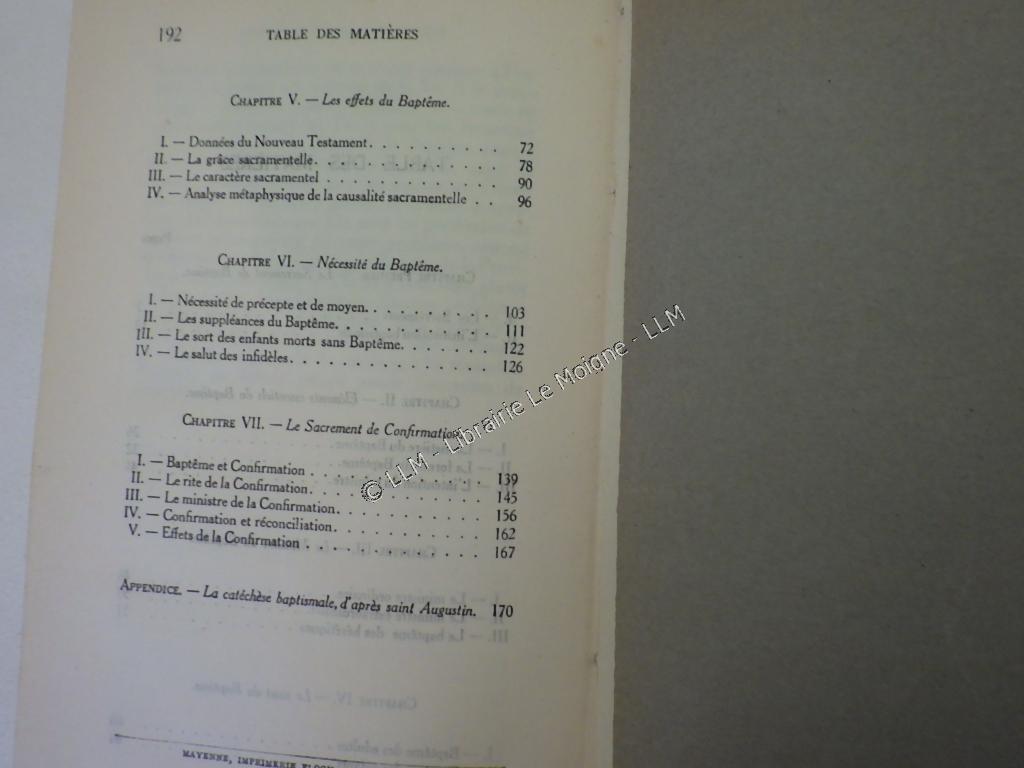 192 TABLE DES MATIÈRES
CHAPITRE V. — Les effets du Baptême.
I. — Données du Nouveau Testament. . . . . . . . . . . 72
II. — La grâce sacramentelle. . . . . . . . . . . . . . 78
III. — Le caractère sacramentel . . . . . . . . . . . . . 90
IV. — Analyse métaphysique de la causalité sacramentelle . . 96
CHAPITRE VI. — Nécessité du Baptême.
I. — Nécessité de précepte et de moyen. . . . . . . . . . 103
II. — Les suppléances du Baptême. . . . . . . . . . . . . 111
III. — Le sort des enfants morts sans Baptême. . . . . . . . 122
IV. — Le salut des infidèles. . . . . . . . . . . . . . . 126
CHAPITRE VII. — Le Sacrement de Confirmation.
I. — Baptême et Confirmation . . . . . . . . . . . . . 139
II. — Le rite de la Confirmation. . . . . . . . . . . . . 145
III. — Le ministre de la Confirmation. . . . . . . . . . . 156
IV. — Confirmation et réconciliation. . . . . . . . . . . 162
V. — Effets de la Confirmation . . . . . . . . . . . . . 167
APPENDICE. — La catéchèse baptismale, d'après saint Augustin. 170
MAYENNE, IMPRIMERIE
© LLM - Librairie Le Moigne - LLM